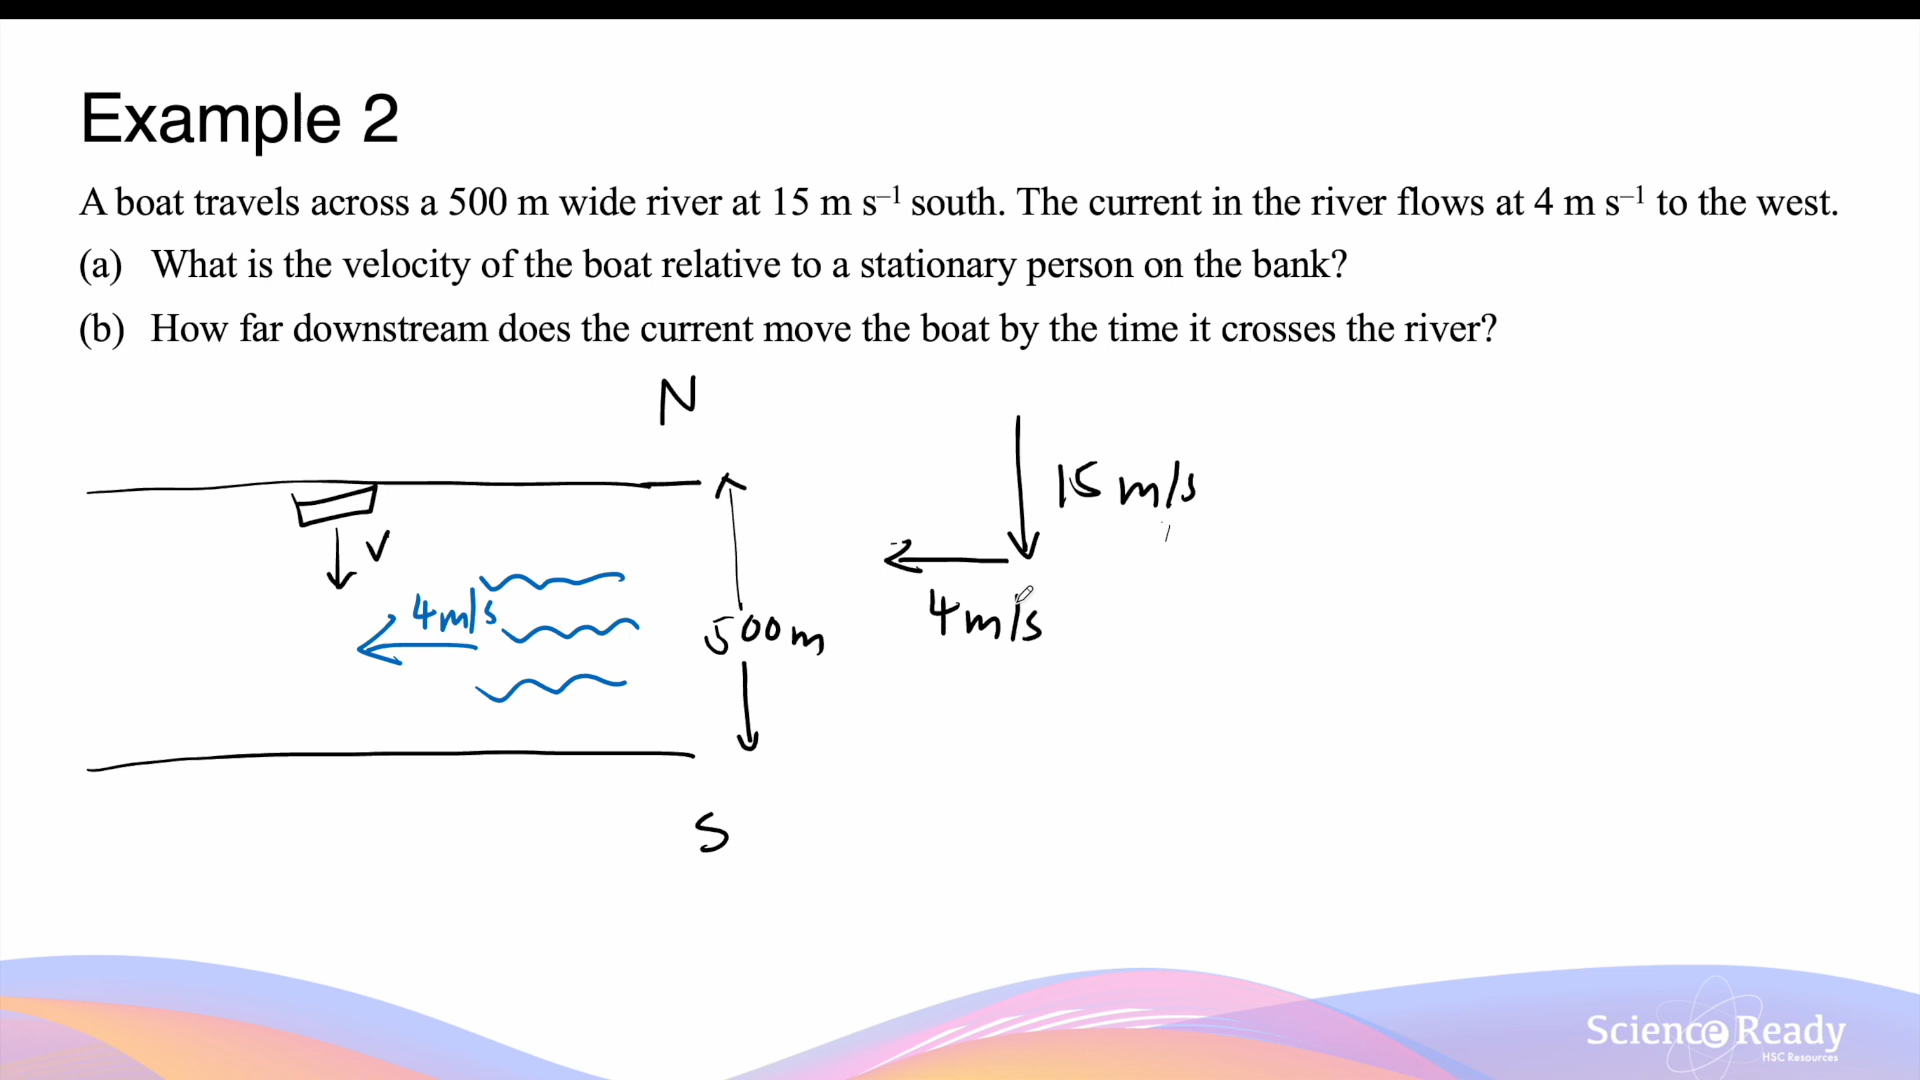 Example 2
A boat travels across a 500 m wide river at 15 m s⁻¹ south. The current in the river flows at 4 m s⁻¹ to the west.
(a) What is the velocity of the boat relative to a stationary person on the bank?
(b) How far downstream does the current move the boat by the time it crosses the river?
N
15 m/s
v
4m/s
500m
4m/s
S
Science Ready
HSC Resources